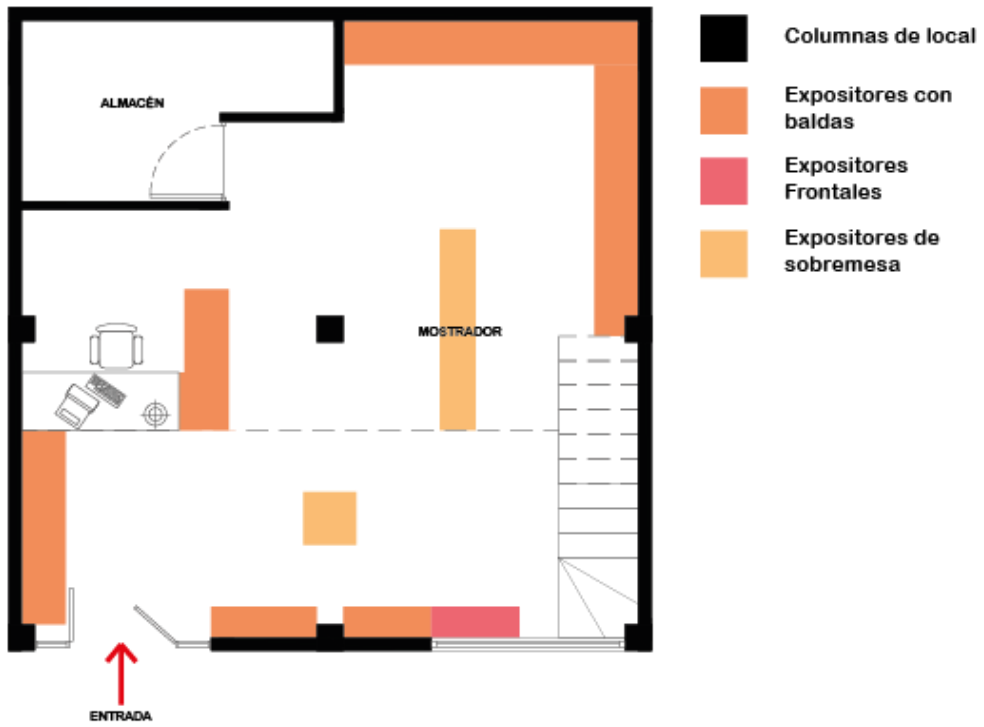 ALMACÉN
MOSTRADOR
ENTRADA
Columnas de local
Expositores con
baldas
Expositores
Frontales
Expositores de
sobremesa